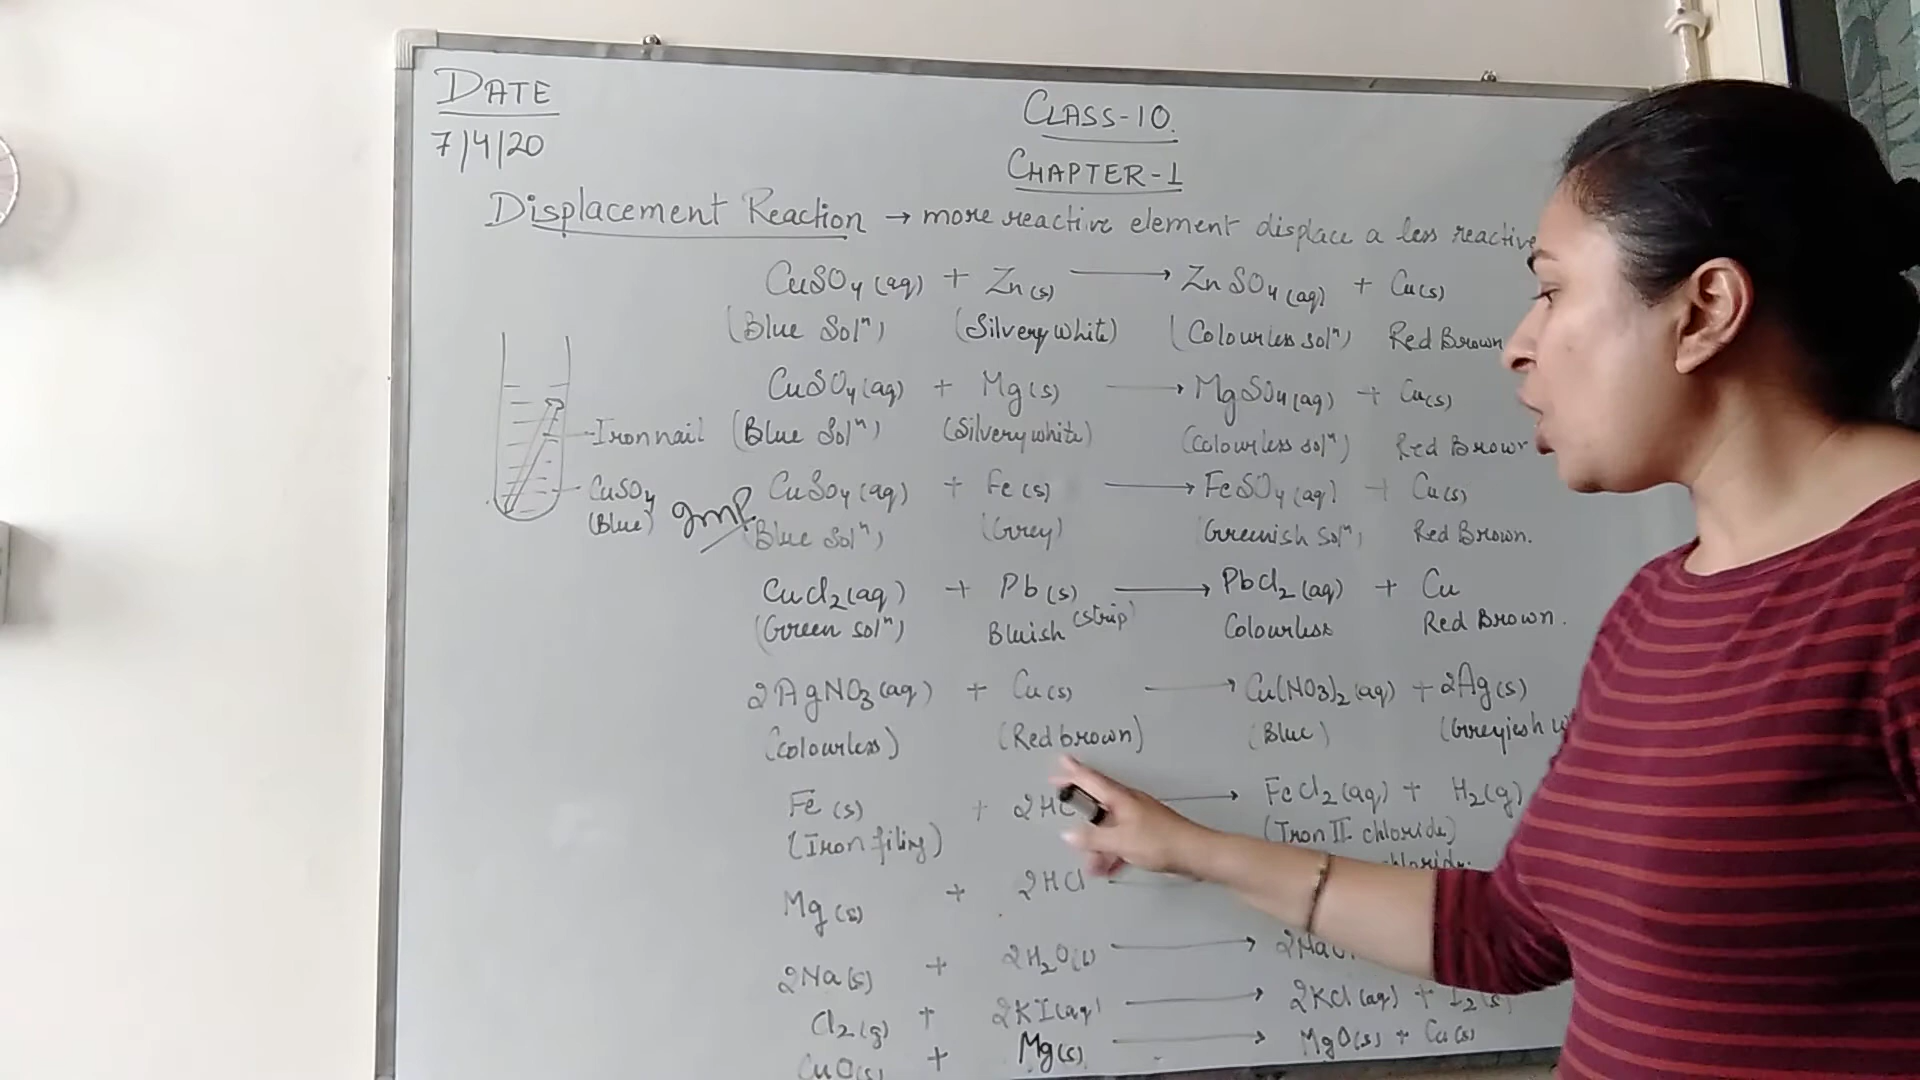 DATE
7/4/20
CLASS-10.
CHAPTER-1
Displacement Reaction → more reactive element displace a less reactive
CuSO4 (aq) + Zn(s) → ZnSO4(aq) + Cu(s)
(Blue Solⁿ) (Silvery white) (Colourless solⁿ) Red Brown
CuSO4(aq) + Mg(s) → MgSO4(aq) + Cu(s)
Iron nail (Blue Solⁿ) (Silvery white) (Colourless solⁿ) Red Brown
CuSO4 CuSO4(aq) + Fe(s) → FeSO4(aq) + Cu(s)
(Blue) Imp (Blue Solⁿ) (Grey) (Greenish Solⁿ) Red Brown.
CuCl2(aq) + Pb(s) → PbCl2(aq) + Cu
(Green solⁿ) Bluish (strip) Colourless Red Brown.
2AgNO3(aq) + Cu(s) → Cu(NO3)2(aq) + 2Ag(s)
(colourless) (Red brown) (Blue) (Greyiesh
Fe(s) + 2HC → FeCl2(aq) + H2(g)
(Iron filing) (Iron II chloride)
Mg(s) + 2HCl
2Na(s) + 2H2O(l) → 2Na
Cl2(g) + 2KI(aq) → 2KCl(aq) + I2(s)
CuO(s) + Mg(s) → MgO(s) + Cu(s)